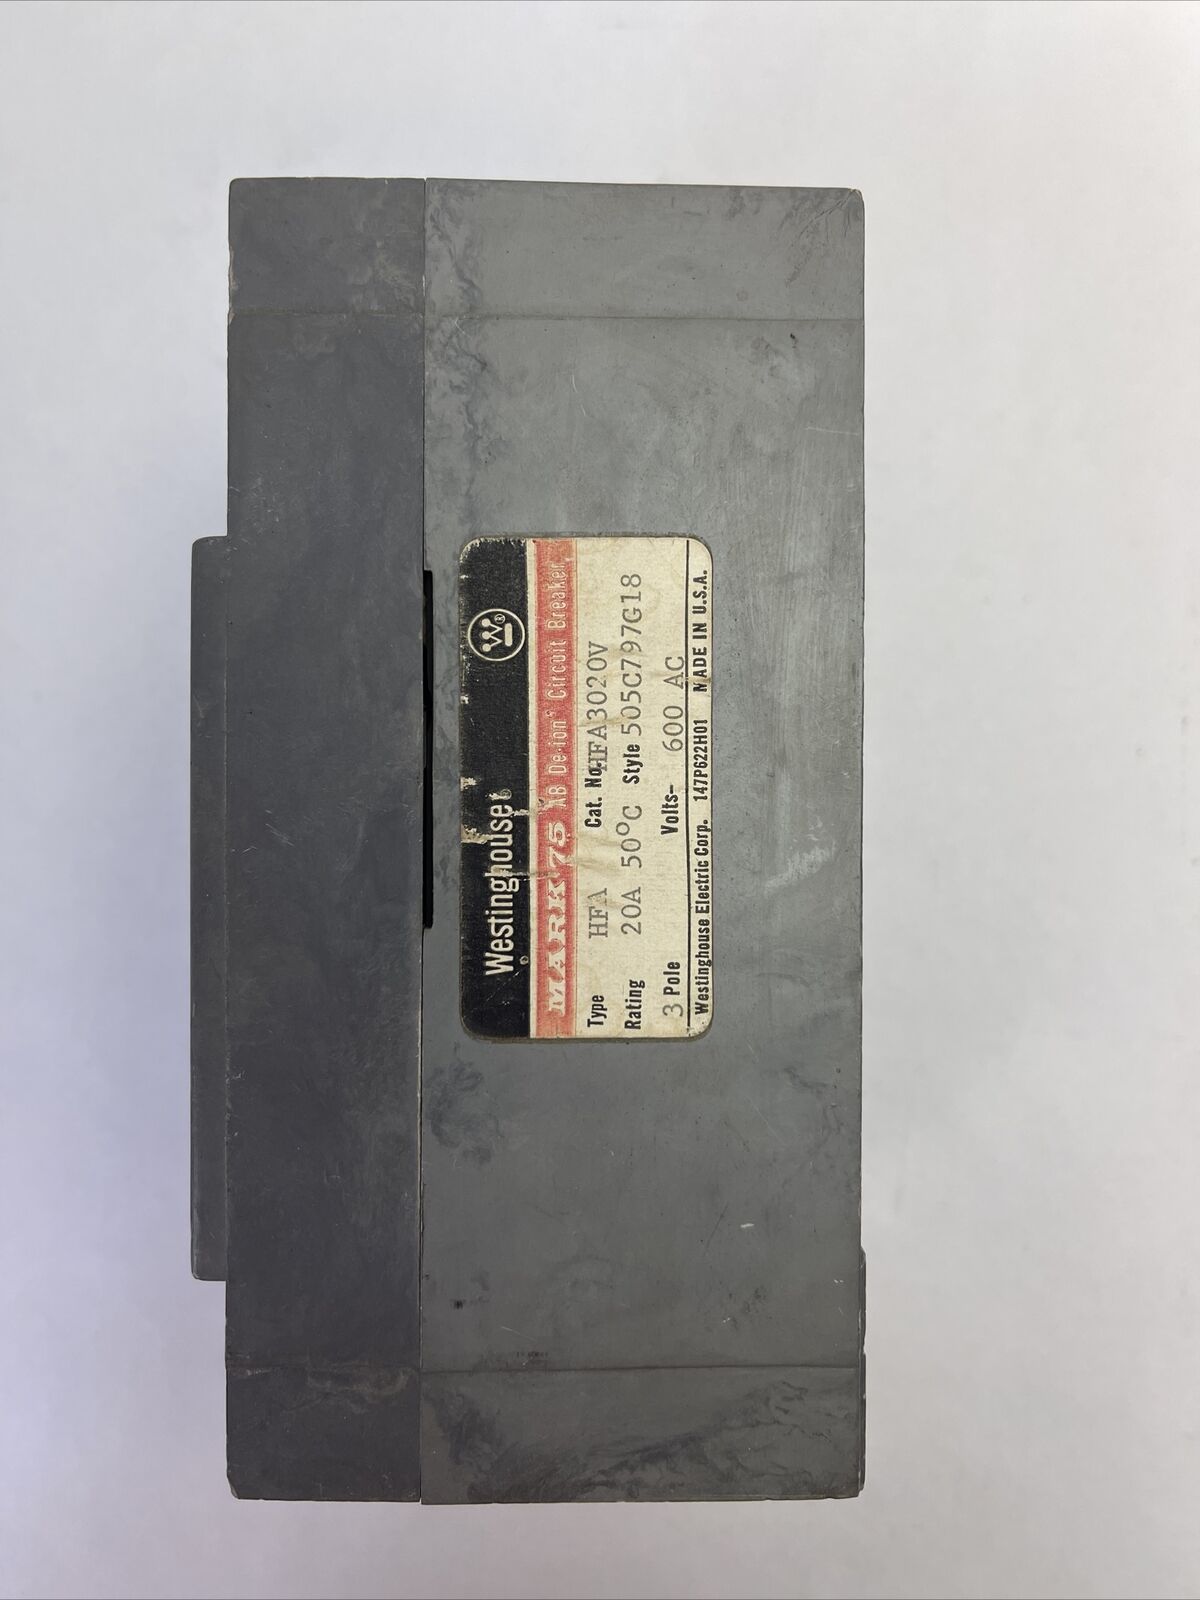 Westinghouse
W®
MARK 75 AB De-ion® Circuit Breaker
Type HFA Cat. No. HFA3020V
Rating 20A 50°C Style 505C797G18
3 Pole Volts- 600 AC
Westinghouse Electric Corp. 147P622H01 MADE IN U.S.A.